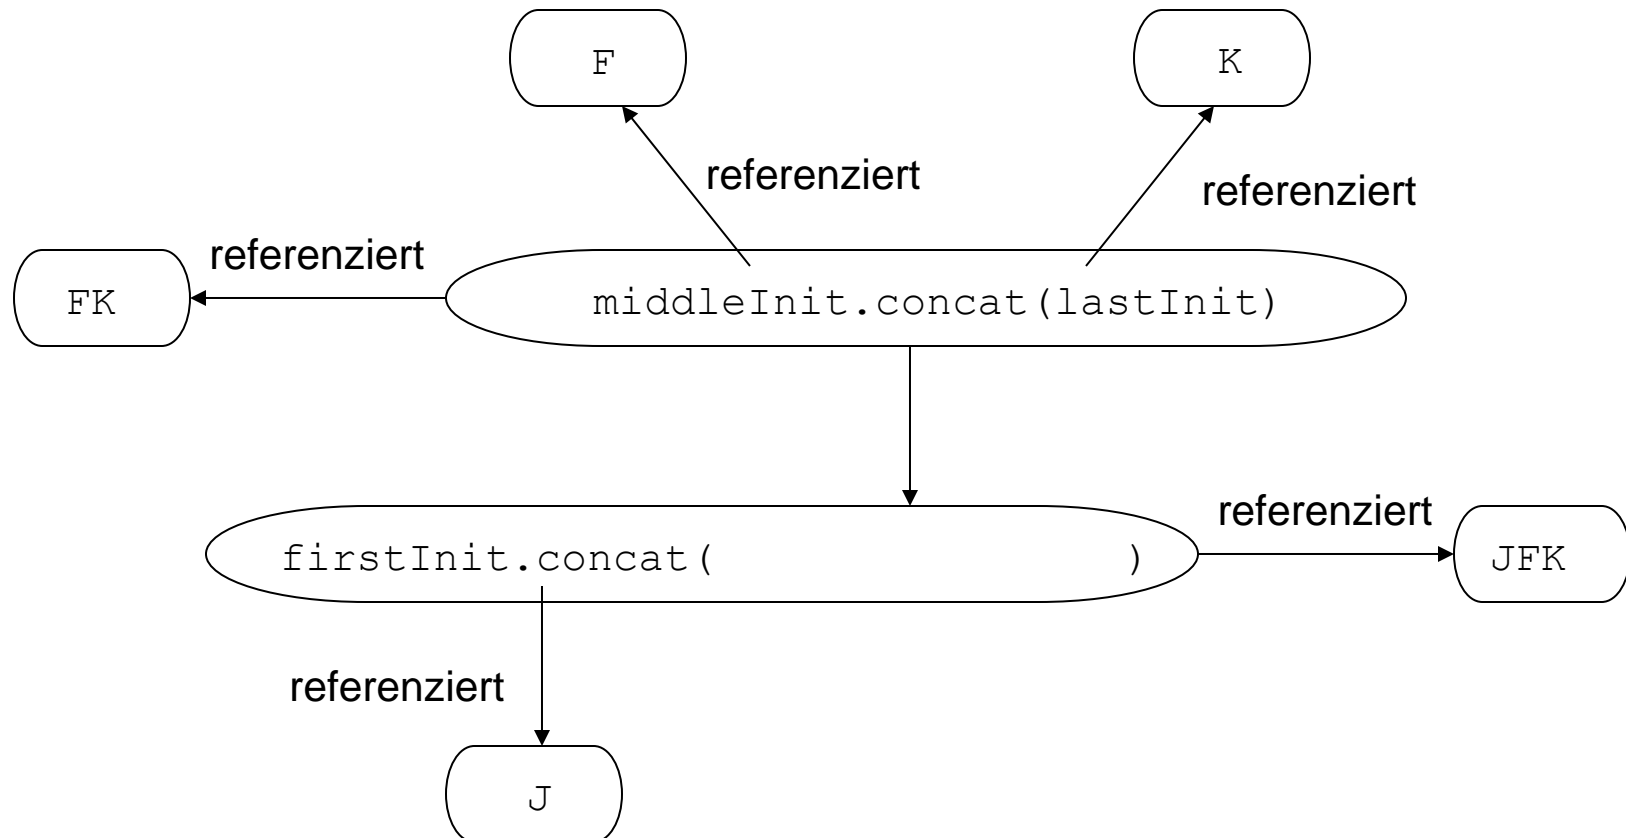 F
K
referenziert
referenziert
referenziert
FK
middleInit.concat(lastInit)
referenziert
firstInit.concat( )
JFK
referenziert
J